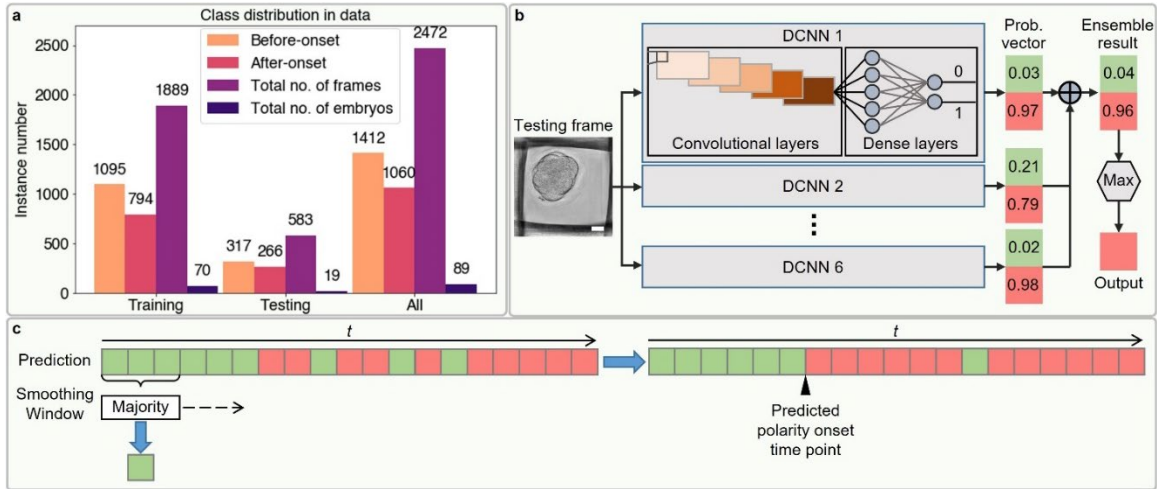 a
Class distribution in data
Instance number
2500
2000
1500
1000
500
0
Before-onset
After-onset
Total no. of frames
Total no. of embryos
1095
794
1889
70
317
266
583
19
1412
1060
2472
89
Training
Testing
All
b
Testing frame
DCNN 1
Convolutional layers
Dense layers
0
1
DCNN 2
DCNN 6
Prob.
vector
0.03
0.97
0.21
0.79
0.02
0.98
Ensemble
result
0.04
0.96
Max
Output
c
t
t
Prediction
Smoothing
Window
Majority
Predicted
polarity onset
time point